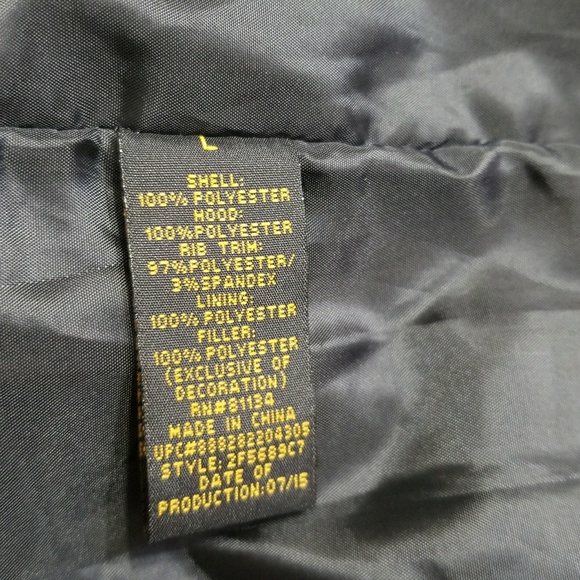 L
SHELL:
100% POLYESTER
HOOD:
100% POLYESTER
RIB TRIM:
97%POLYESTER/
3%SPANDEX
LINING:
100% POLYESTER
FILLER:
100% POLYESTER
(EXCLUSIVE OF
DECORATION)
RN#81134
MADE IN CHINA
UPC#888282204305
STYLE: 2F5689C7
DATE OF
PRODUCTION:07/15